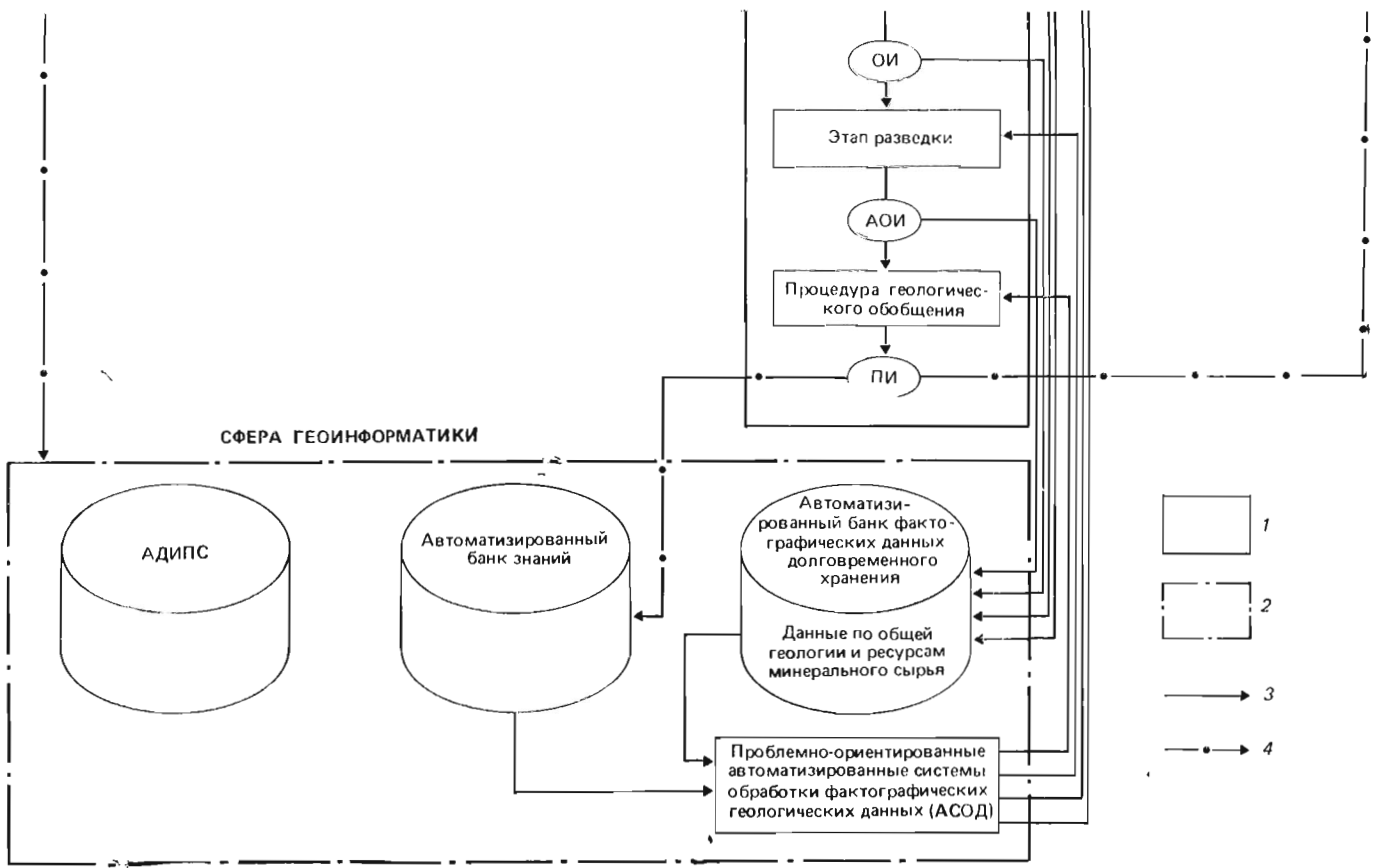 ОИ
Этап разведки
АОИ
Процедура геологичес-
кого обобщения
ПИ
СФЕРА ГЕОИНФОРМАТИКИ
АДИПС
Автоматизированный
банк знаний
Автоматизи-
рованный банк факто-
графических данных
долговременного
хранения
Данные по общей
геологии и ресурсам
минерального сырья
Проблемно-ориентированные
автоматизированные системы
обработки фактографических
геологических данных (АСОД)
1
2
3
4